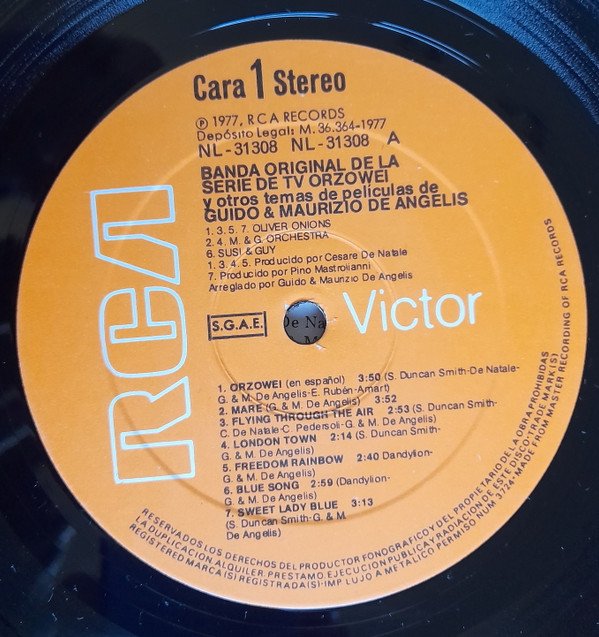 Cara 1 Stereo
℗ 1977, RCA RECORDS
Depósito Legal: M. 36.364-1977
NL-31308 NL-31308 A
BANDA ORIGINAL DE LA
SERIE DE TV ORZOWEI
y otros temas de películas de
GUIDO & MAURIZIO DE ANGELIS
1. 3. 5. 7. OLIVER ONIONS
2. 4. M. & G. ORCHESTRA
6. SUSI & GUY
1. 3. 4. 5. Producido por Cesare De Natale
7. Producido por Pino Mastroiianni
Arreglado por Guido & Maurizio De Angelis
RCA
S.G.A.E.
De Na
M.
Victor
1. ORZOWEI (en español) 3:50 (S. Duncan Smith-De Natale-
G. & M. De Angelis-E. Rubén-Amart)
2. MARE (G. & M. De Angelis) 3:52
3. FLYING THROUGH THE AIR 2:53 (S. Duncan Smith-
C. De Natale-C. Pedersoli-G. & M. De Angelis)
4. LONDON TOWN 2:14 (S. Duncan Smith-
G. & M. De Angelis)
5. FREEDOM RAINBOW 2:40 (Dandylion-
G. & M. De Angelis)
6. BLUE SONG 2:59 (Dandylion-
G. & M. De Angelis)
7. SWEET LADY BLUE 3:13
(S. Duncan Smith-G. & M.
De Angelis)
RESERVADOS LOS DERECHOS DEL PRODUCTOR FONOGRAFICO Y DEL PROPIETARIO DE LA OBRA PROHIBIDAS
LA DUPLICACION, ALQUILER, PRESTAMO, EJECUCION PUBLICA Y RADIACION DE ESTE DISCO-TRADE MARK(S)
REGISTERED MARCA(S) REGISTRADA(S)-IMP LUJO A METALICO PERMISO NUM 3724-MADE FROM MASTER RECORDING OF RCA RECORDS